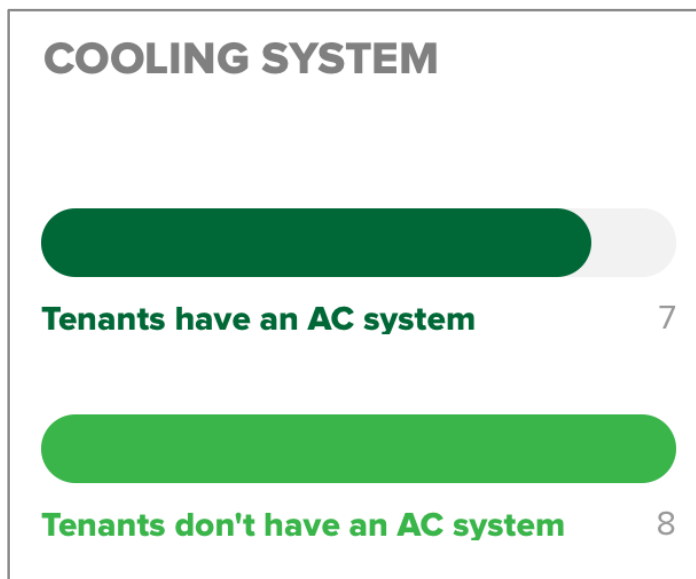 COOLING SYSTEM
Tenants have an AC system 7
Tenants don't have an AC system 8